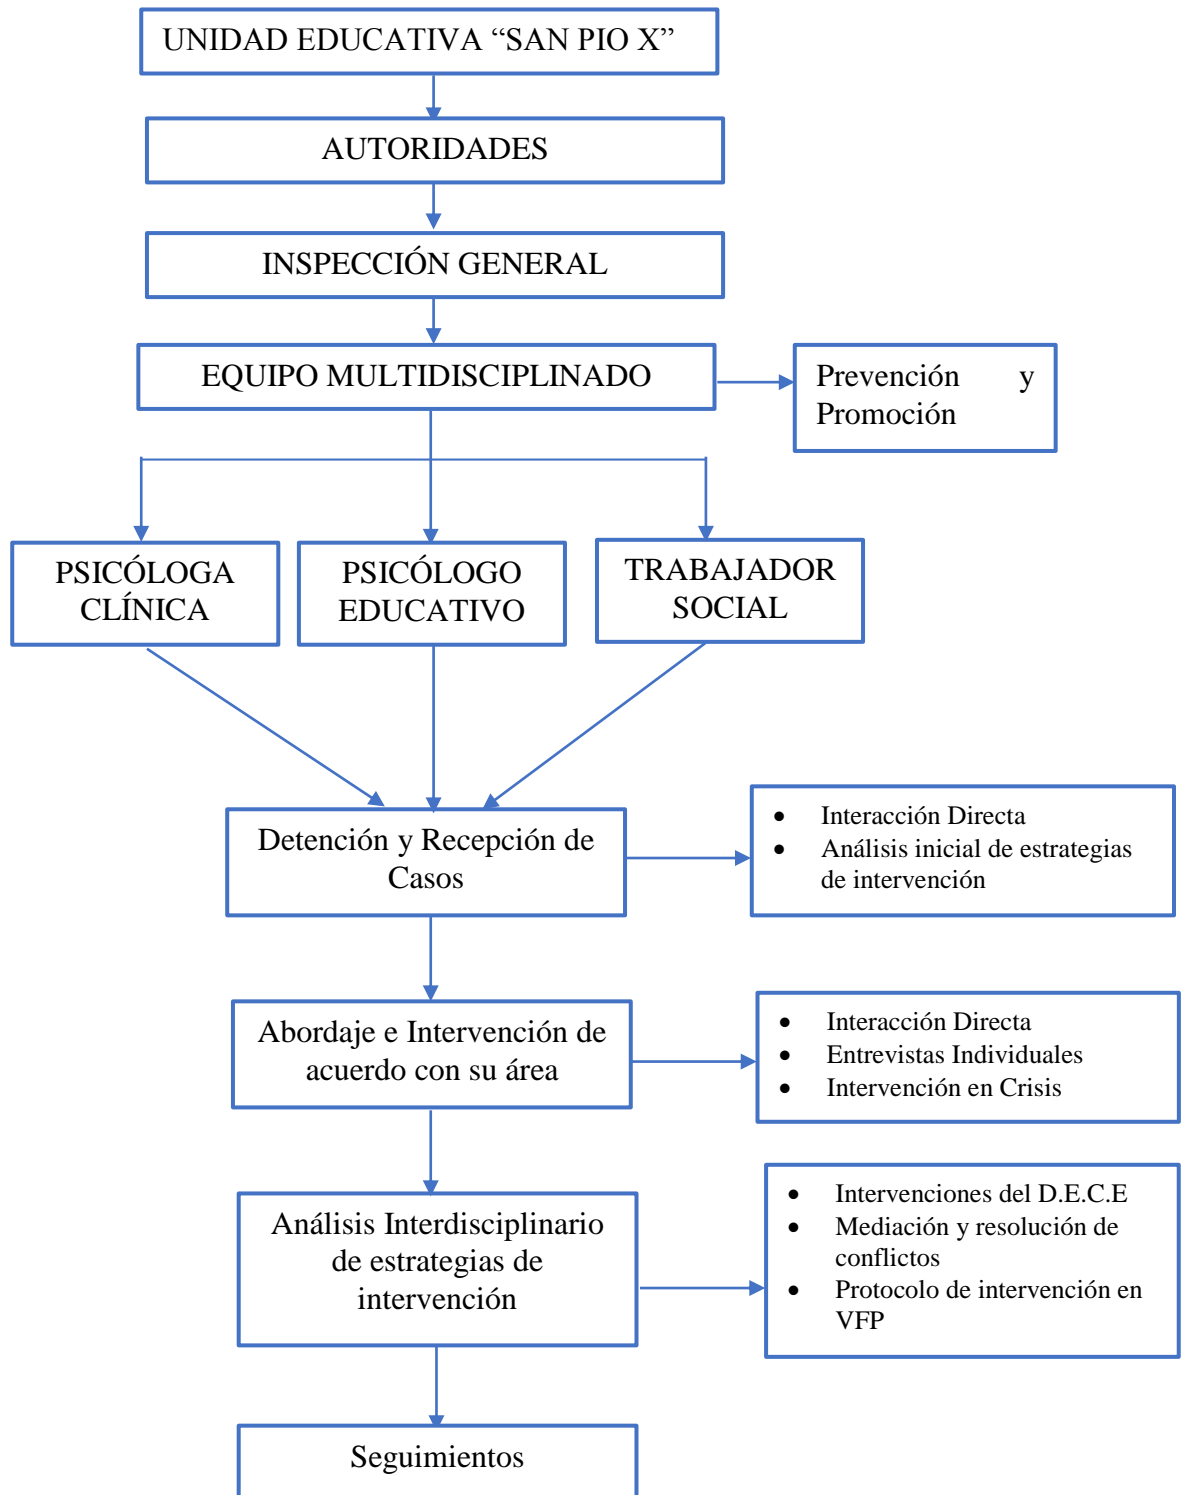 UNIDAD EDUCATIVA “SAN PIO X”
AUTORIDADES
INSPECCIÓN GENERAL
EQUIPO MULTIDISCIPLINADO
Prevención y
Promoción
PSICÓLOGA
CLÍNICA
PSICÓLOGO
EDUCATIVO
TRABAJADOR
SOCIAL
Detención y Recepción de
Casos
• Interacción Directa
• Análisis inicial de estrategias
de intervención
Abordaje e Intervención de
acuerdo con su área
• Interacción Directa
• Entrevistas Individuales
• Intervención en Crisis
Análisis Interdisciplinario
de estrategias de
intervención
• Intervenciones del D.E.C.E
• Mediación y resolución de
conflictos
• Protocolo de intervención en
VFP
Seguimientos